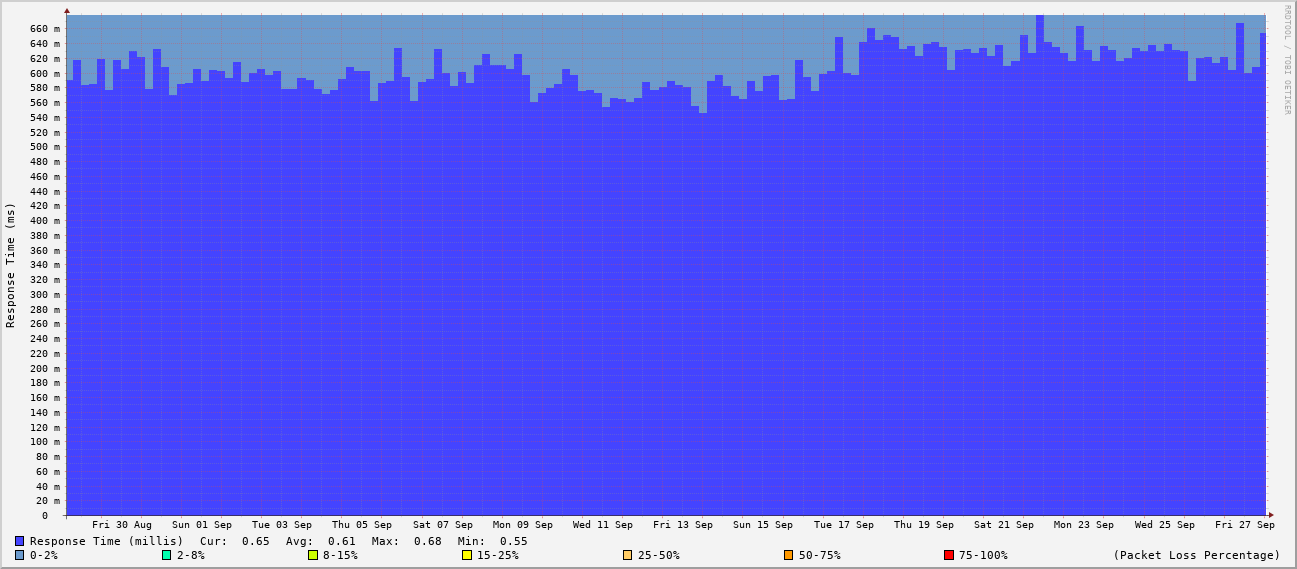 RRDTOOL / TOBI OETIKER
Response Time (ms)
660 m
640 m
620 m
600 m
580 m
560 m
540 m
520 m
500 m
480 m
460 m
440 m
420 m
400 m
380 m
360 m
340 m
320 m
300 m
280 m
260 m
240 m
220 m
200 m
180 m
160 m
140 m
120 m
100 m
80 m
60 m
40 m
20 m
0
Fri 30 Aug Sun 01 Sep Tue 03 Sep Thu 05 Sep Sat 07 Sep Mon 09 Sep Wed 11 Sep Fri 13 Sep Sun 15 Sep Tue 17 Sep Thu 19 Sep Sat 21 Sep Mon 23 Sep Wed 25 Sep Fri 27 Sep
Response Time (millis) Cur: 0.65 Avg: 0.61 Max: 0.68 Min: 0.55
0-2% 2-8% 8-15% 15-25% 25-50% 50-75% 75-100% (Packet Loss Percentage)